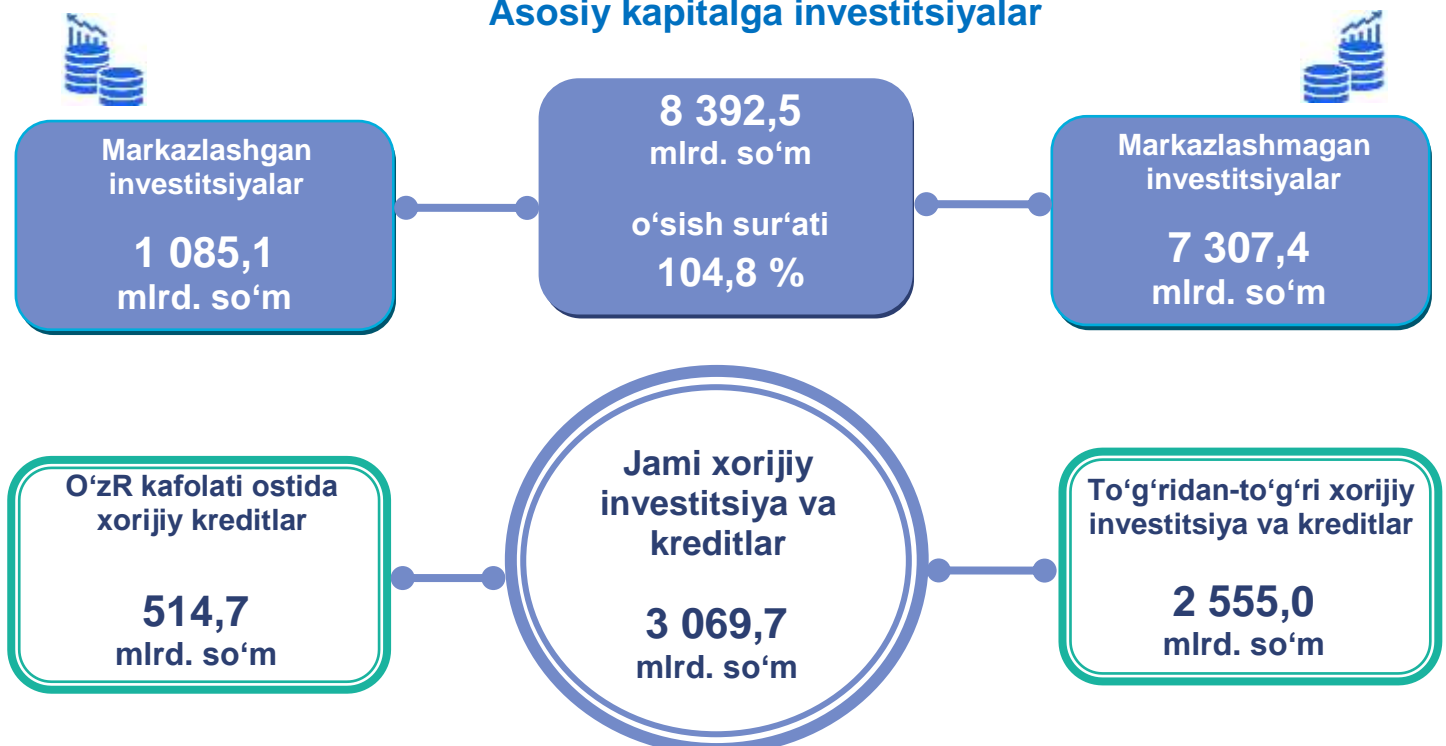 Asosiy kapitalga investitsiyalar
Markazlashgan
investitsiyalar
1 085,1
mlrd. so‘m
8 392,5
mlrd. so‘m
o‘sish sur‘ati
104,8 %
Markazlashmagan
investitsiyalar
7 307,4
mlrd. so‘m
O‘zR kafolati ostida
xorijiy kreditlar
514,7
mlrd. so‘m
Jami xorijiy
investitsiya va
kreditlar
3 069,7
mlrd. so‘m
To‘g‘ridan-to‘g‘ri xorijiy
investitsiya va kreditlar
2 555,0
mlrd. so‘m